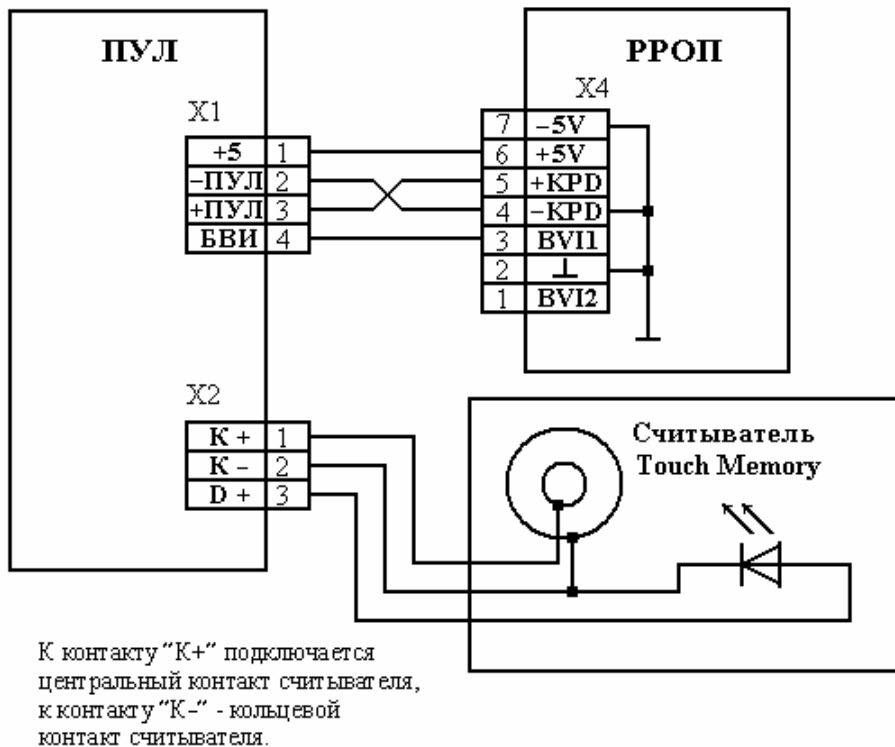 ПУЛ
РРОП
X1
X4
+5 1
–ПУЛ 2
+ПУЛ 3
БВИ 4
7 –5V
6 +5V
5 +KPD
4 –KPD
3 BVI1
2 ⊥
1 BVI2
X2
К + 1
К – 2
D + 3
Считыватель
Touch Memory
К контакту "К+" подключается
центральный контакт считывателя,
к контакту "К–" - кольцевой
контакт считывателя.